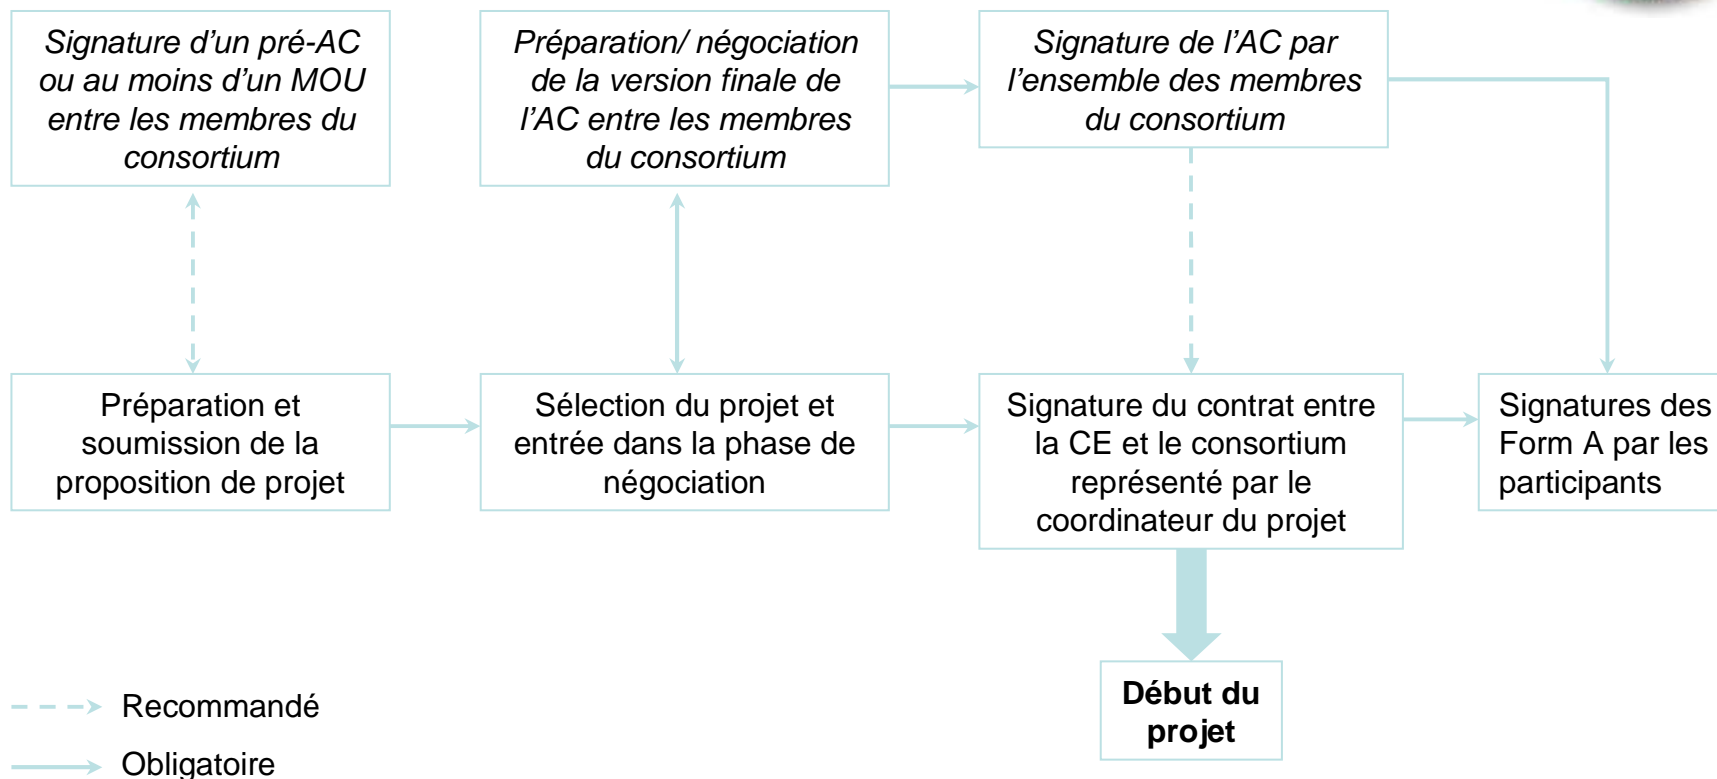 Signature d’un pré-AC
ou au moins d’un MOU
entre les membres du
consortium
Préparation/ négociation
de la version finale de
l’AC entre les membres
du consortium
Signature de l’AC par
l’ensemble des membres
du consortium
Préparation et
soumission de la
proposition de projet
Sélection du projet et
entrée dans la phase de
négociation
Signature du contrat entre
la CE et le consortium
représenté par le
coordinateur du projet
Signatures des
Form A par les
participants
Début du
projet
Recommandé
Obligatoire